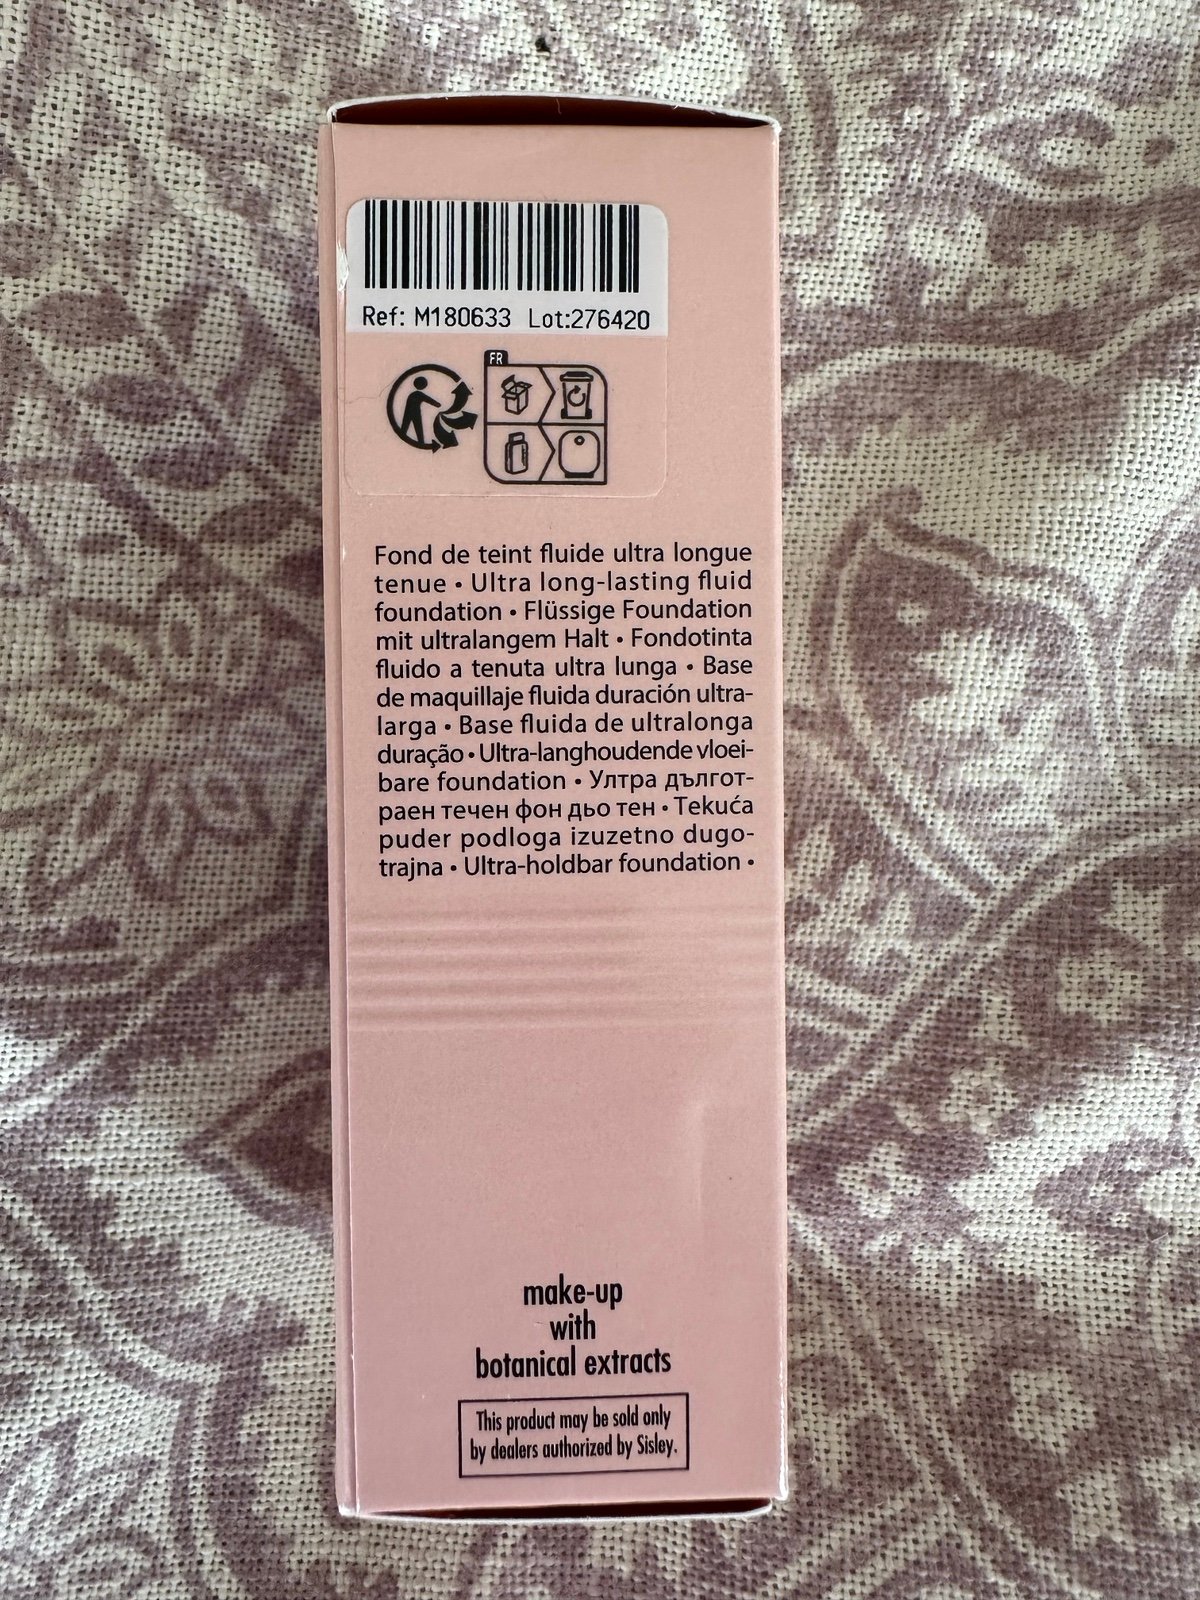 Ref: M180633 Lot:276420
FR
Fond de teint fluide ultra longue
tenue • Ultra long-lasting fluid
foundation • Flüssige Foundation
mit ultralangem Halt • Fondotinta
fluido a tenuta ultra lunga • Base
de maquillaje fluida duración ultra-
larga • Base fluida de ultralonga
duração • Ultra-langhoudende vloei-
bare foundation • Ултра дългот-
раен течен фон дьо тен • Tekuća
puder podloga izuzetno dugo-
trajna • Ultra-holdbar foundation •
make-up
with
botanical extracts
This product may be sold only
by dealers authorized by Sisley.